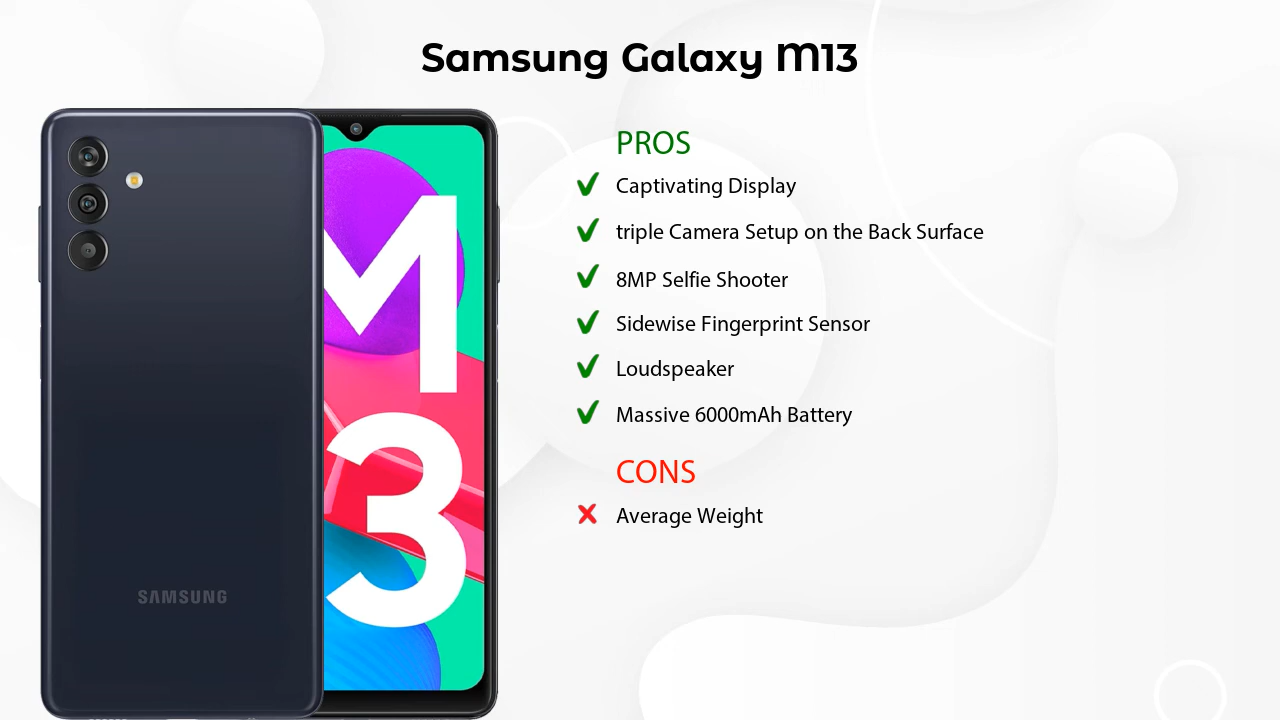 Samsung Galaxy M13
PROS
Captivating Display
triple Camera Setup on the Back Surface
8MP Selfie Shooter
Sidewise Fingerprint Sensor
Loudspeaker
Massive 6000mAh Battery
CONS
Average Weight
SAMSUNG
M
3